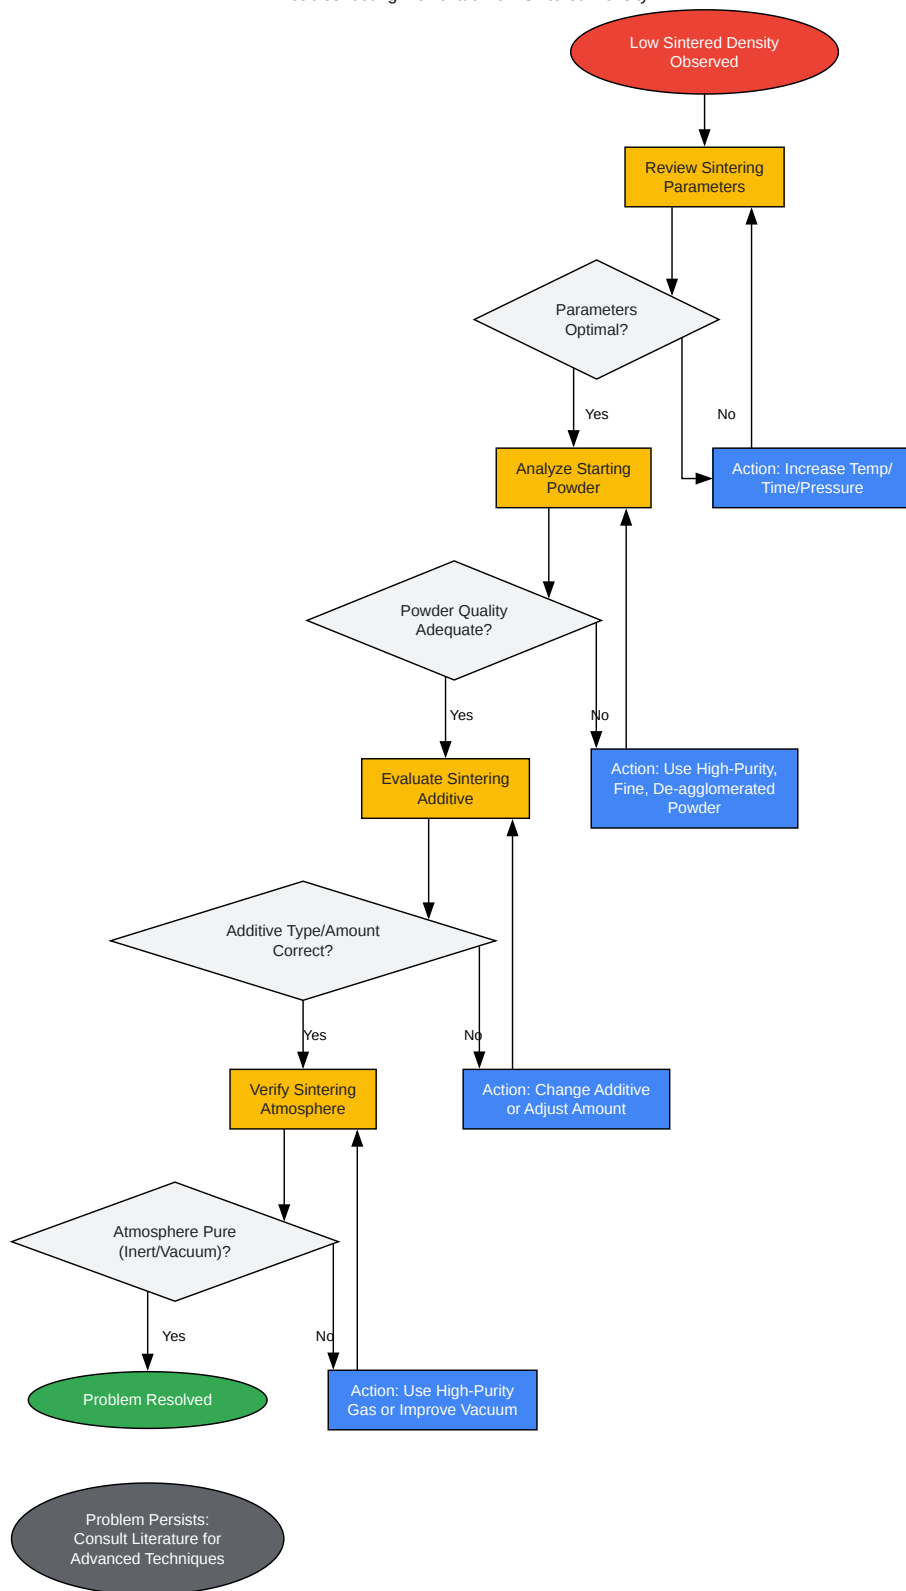 Low Sintered Density
Observed
Review Sintering
Parameters
Parameters
Optimal?
Yes
No
Analyze Starting
Powder
Action: Increase Temp/
Time/Pressure
Powder Quality
Adequate?
Yes
No
Evaluate Sintering
Additive
Action: Use High-Purity,
Fine, De-agglomerated
Powder
Additive Type/Amount
Correct?
Yes
No
Verify Sintering
Atmosphere
Action: Change Additive
or Adjust Amount
Atmosphere Pure
(Inert/Vacuum)?
Yes
No
Problem Resolved
Action: Use High-Purity
Gas or Improve Vacuum
Problem Persists:
Consult Literature for
Advanced Techniques